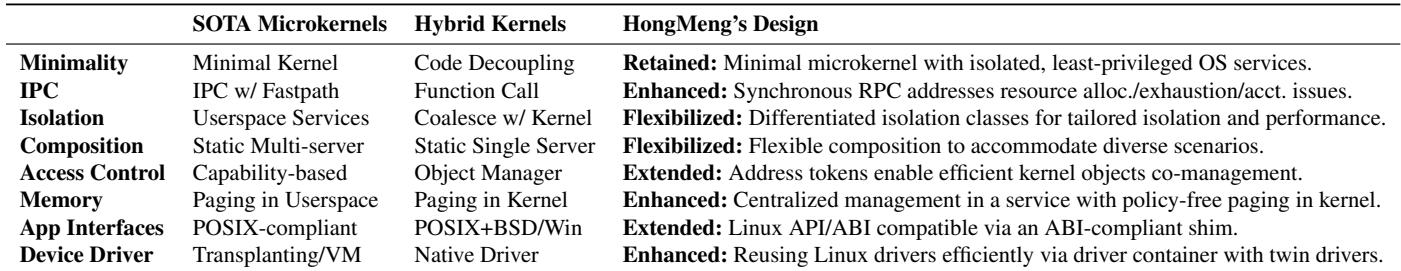 SOTA Microkernels Hybrid Kernels HongMeng's Design
Minimality Minimal Kernel Code Decoupling Retained: Minimal microkernel with isolated, least-privileged OS services.
IPC IPC w/ Fastpath Function Call Enhanced: Synchronous RPC addresses resource alloc./exhaustion/acct. issues.
Isolation Userspace Services Coalesce w/ Kernel Flexibilized: Differentiated isolation classes for tailored isolation and performance.
Composition Static Multi-server Static Single Server Flexibilized: Flexible composition to accommodate diverse scenarios.
Access Control Capability-based Object Manager Extended: Address tokens enable efficient kernel objects co-management.
Memory Paging in Userspace Paging in Kernel Enhanced: Centralized management in a service with policy-free paging in kernel.
App Interfaces POSIX-compliant POSIX+BSD/Win Extended: Linux API/ABI compatible via an ABI-compliant shim.
Device Driver Transplanting/VM Native Driver Enhanced: Reusing Linux drivers efficiently via driver container with twin drivers.